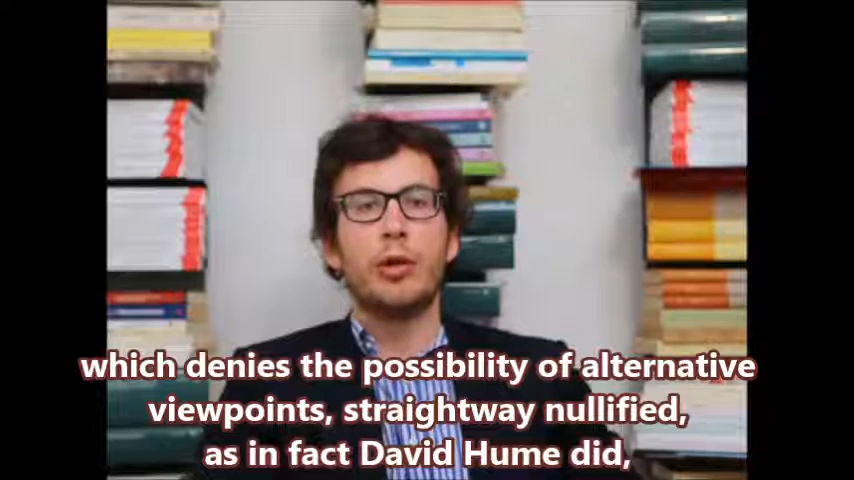 which denies the possibility of alternative
viewpoints, straightway nullified,
as in fact David Hume did,